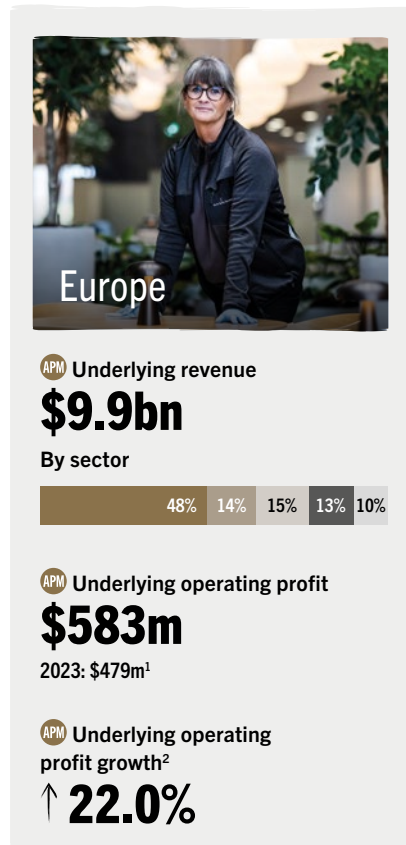 Europe
APM Underlying revenue
$9.9bn
By sector
48% 14% 15% 13% 10%
APM Underlying operating profit
$583m
2023: $479m¹
APM Underlying operating
profit growth²
↑ 22.0%